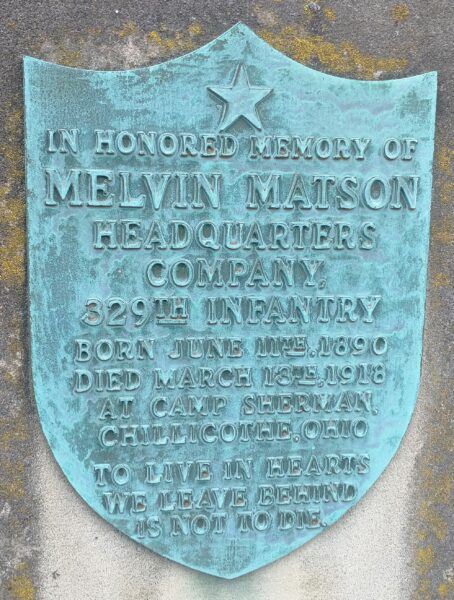 IN HONORED MEMORY OF
MELVIN MATSON
HEADQUARTERS
COMPANY,
329TH INFANTRY
BORN JUNE 11TH, 1890
DIED MARCH 13TH, 1918
AT CAMP SHERMAN,
CHILLICOTHE, OHIO
TO LIVE IN HEARTS
WE LEAVE BEHIND
IS NOT TO DIE.